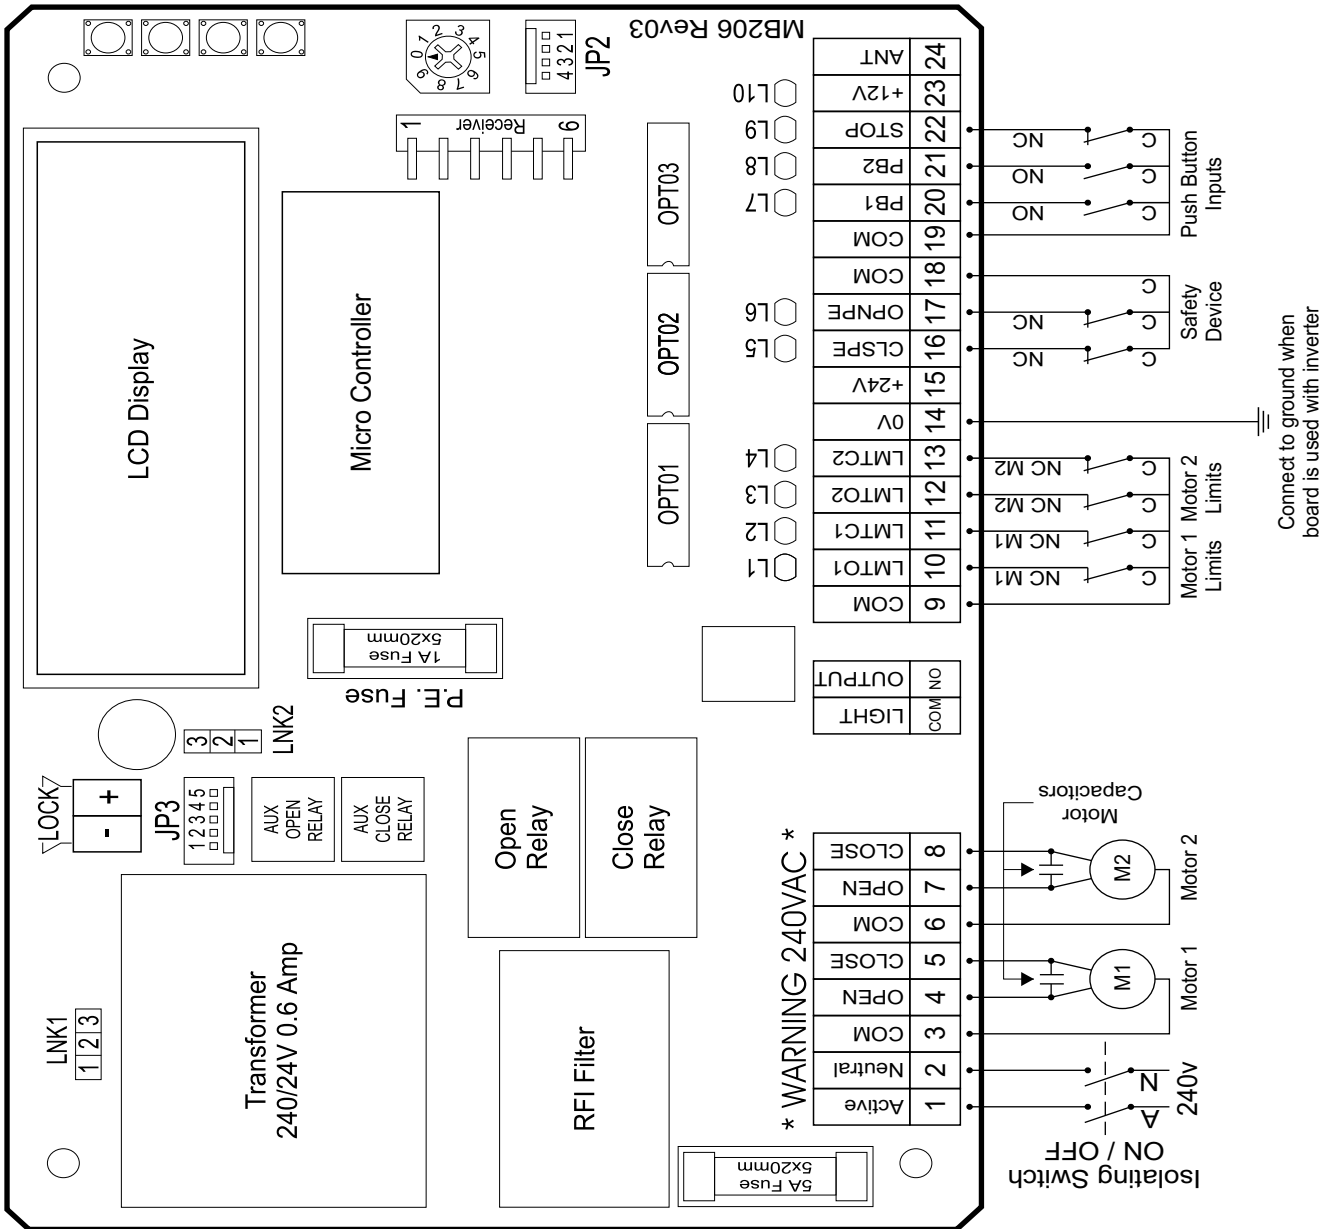 MB206 Rev03
0 1 2 3 4 5 6 7 8 9
4 3 2 1
JP2
1 Receiver 6
LCD Display
Micro Controller
OPT03
OPT02
OPT01
L10
L9
L8
L7
L6
L5
L4
L3
L2
L1
ANT 24
+12V 23
STOP 22
PB2 21
PB1 20
COM 19
COM 18
OPNPE 17
CLSPE 16
+24V 15
0V 14
LMTC2 13
LMTO2 12
LMTC1 11
LMTO1 10
COM 9
NC C
NO C
NO C
Push Button
Inputs
C
NC C
NC C
Safety
Device
Connect to ground when
board is used with inverter
NC M2 C
NC M2 C
Motor 2
Limits
NC M1 C
NC M1 C
Motor 1
Limits
1A Fuse
5x20mm
P.E. Fuse
OUTPUT NO
LIGHT COM
3 2 1
LNK2
LOCK
- +
JP3
1 2 3 4 5
AUX
OPEN
RELAY
AUX
CLOSE
RELAY
Open
Relay
Close
Relay
* WARNING 240VAC *
CLOSE 8
OPEN 7
COM 6
CLOSE 5
OPEN 4
COM 3
Neutral 2
Active 1
Motor
Capacitors
M2
Motor 2
M1
Motor 1
LNK1
1 2 3
Transformer
240/24V 0.6 Amp
RFI Filter
5A Fuse
5x20mm
N
A
240v
Isolating Switch
ON / OFF